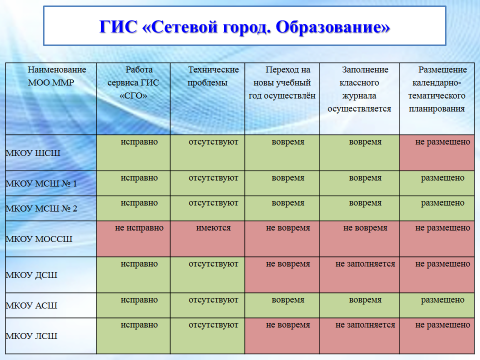 ГИС «Сетевой город. Образование»
Наименование МОО ММР | Работа сервиса ГИС «СГО» | Технические проблемы | Переход на новы учебный год осуществлён | Заполнение классного журнала осуществляется | Размещение календарно-тематического планирования
МКОУ ШСШ | исправно | отсутствуют | вовремя | вовремя | не размещено
МКОУ МСШ № 1 | исправно | отсутствуют | вовремя | вовремя | размещено
МКОУ МСШ № 2 | исправно | отсутствуют | вовремя | вовремя | размещено
МКОУ МОССШ | не исправно | имеются | не вовремя | не вовремя | не размещено
МКОУ ДСШ | исправно | отсутствуют | не вовремя | не заполняется | не размещено
МКОУ АСШ | исправно | отсутствуют | вовремя | вовремя | размещено
МКОУ ЛСШ | исправно | отсутствуют | не вовремя | не заполняется | не размещено